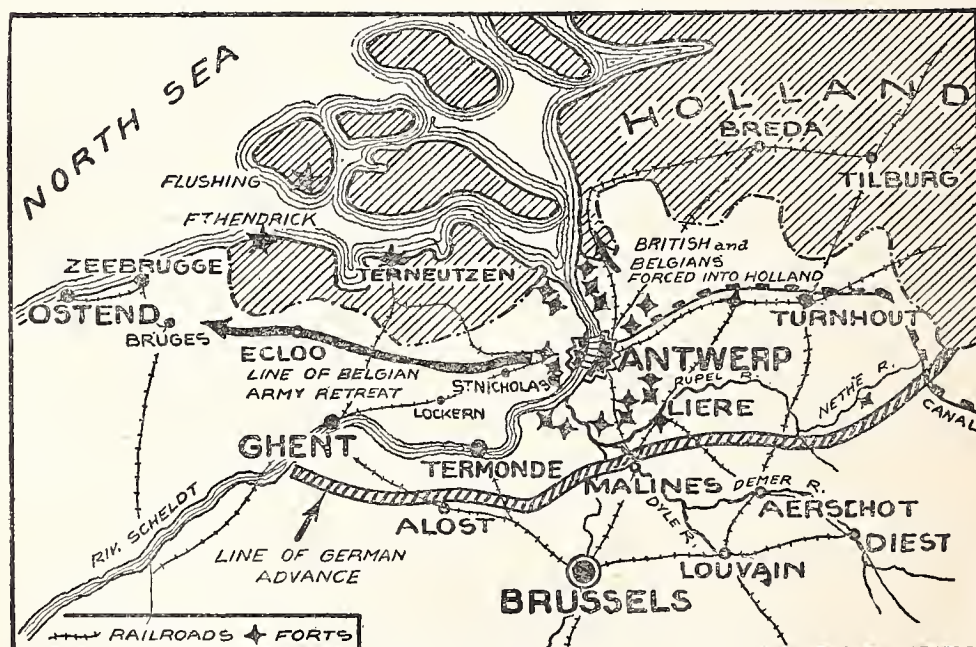 NORTH SEA
HOLLAND
BREDA
TILBURG
FLUSHING
FT HENDRICK
TERNEUTZEN
BRITISH and
BELGIANS
FORCED INTO HOLLAND
ZEEBRUGGE
OSTEND
BRUGES
TURNHOUT
ECLOO
LINE OF BELGIAN
ARMY RETREAT
ST NICHOLAS
ANTWERP
RUPEL R.
NETHE R.
LOCKERN
LIERE
CANAL
GHENT
TERMONDE
MALINES
DEMER R.
DYLE R.
AERSCHOT
RIV. SCHELDT
ALOST
DIEST
LINE OF GERMAN
ADVANCE
LOUVAIN
BRUSSELS
RAILROADS FORTS